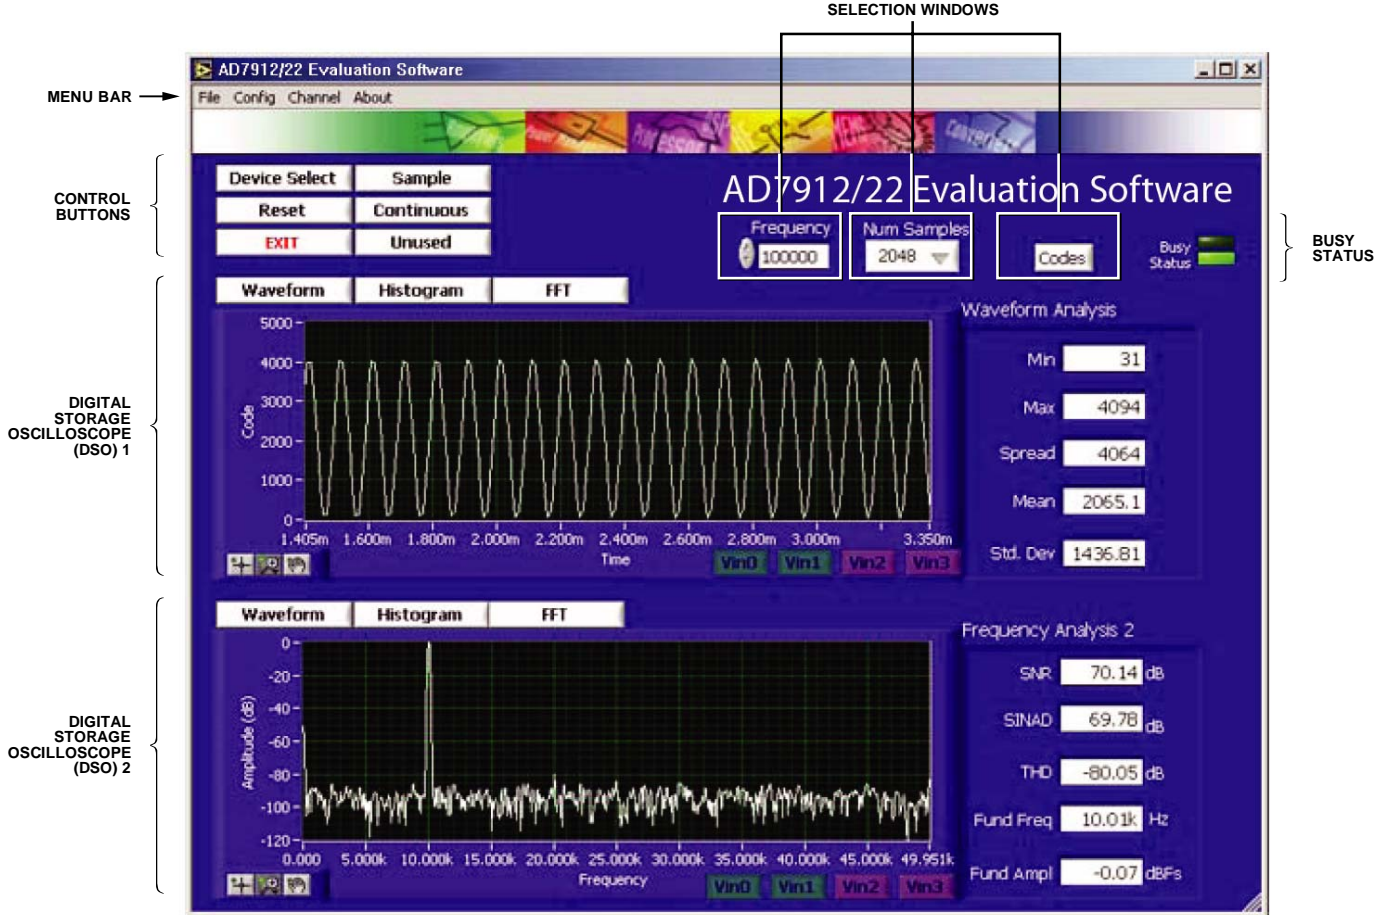 SELECTION WINDOWS
AD7912/22 Evaluation Software
MENU BAR
File Config Channel About
CONTROL
BUTTONS
Device Select Sample
Reset Continuous
EXIT Unused
AD7912/22 Evaluation Software
Frequency
100000
Num Samples
2048
Codes
Busy
Status
BUSY
STATUS
DIGITAL
STORAGE
OSCILLOSCOPE
(DSO) 1
Waveform Histogram FFT
5000
4000
3000
2000
1000
0
Code
1.405m 1.600m 1.800m 2.000m 2.200m 2.400m 2.600m 2.800m 3.000m 3.350m
Time
Vin0 Vin1 Vin2 Vin3
Waveform Analysis
Min 31
Max 4094
Spread 4064
Mean 2065.1
Std. Dev 1436.81
DIGITAL
STORAGE
OSCILLOSCOPE
(DSO) 2
Waveform Histogram FFT
0
-20
-40
-60
-80
-100
-120
Amplitude (dB)
0.000 5.000k 10.000k 15.000k 20.000k 25.000k 30.000k 35.000k 40.000k 45.000k 49.951k
Frequency
Vin0 Vin1 Vin2 Vin3
Frequency Analysis 2
SNR 70.14 dB
SINAD 69.78 dB
THD -80.05 dB
Fund Freq 10.01k Hz
Fund Ampl -0.07 dBFs